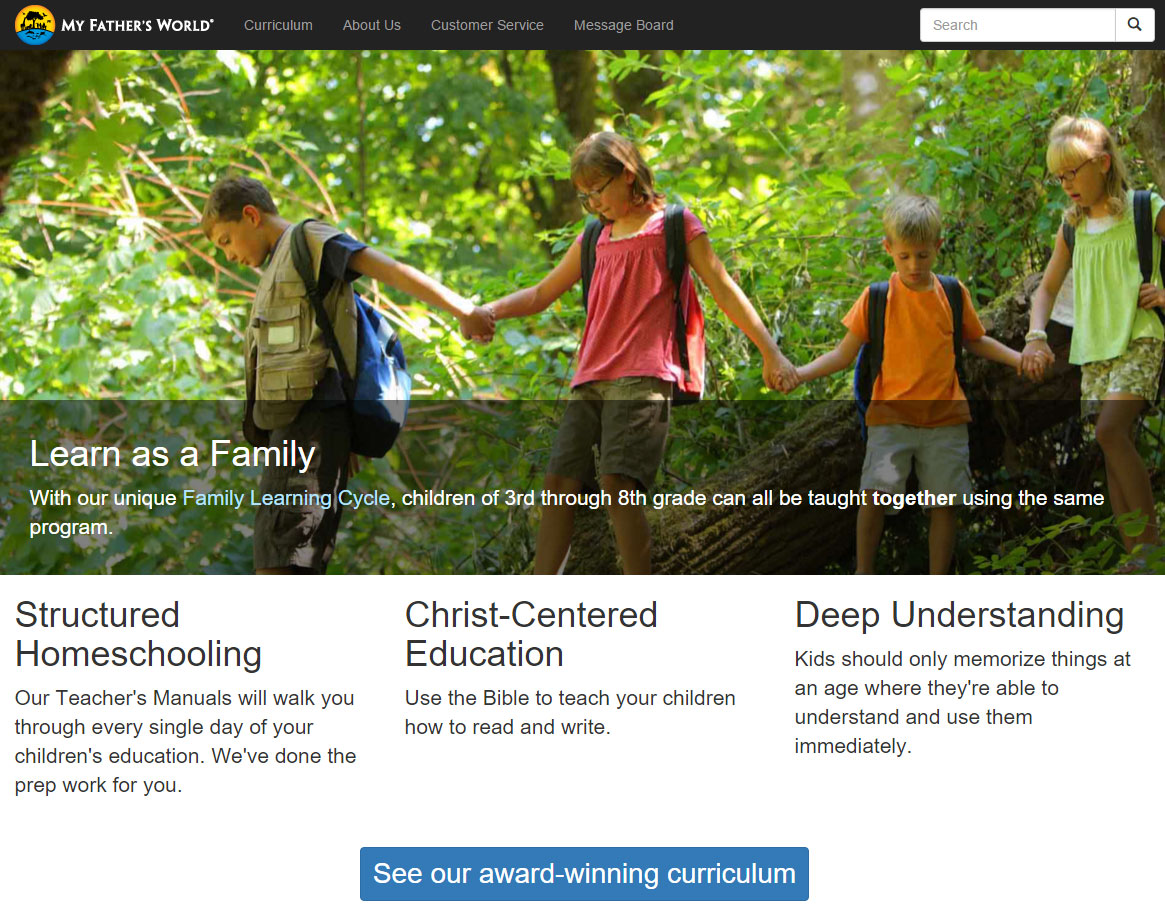 My Father's World®
Curriculum
About Us
Customer Service
Message Board
Search
Learn as a Family
With our unique Family Learning Cycle, children of 3rd through 8th grade can all be taught together using the same
program.
Structured
Homeschooling
Our Teacher's Manuals will walk you
through every single day of your
children's education. We've done the
prep work for you.
Christ-Centered
Education
Use the Bible to teach your children
how to read and write.
Deep Understanding
Kids should only memorize things at
an age where they're able to
understand and use them
immediately.
See our award-winning curriculum